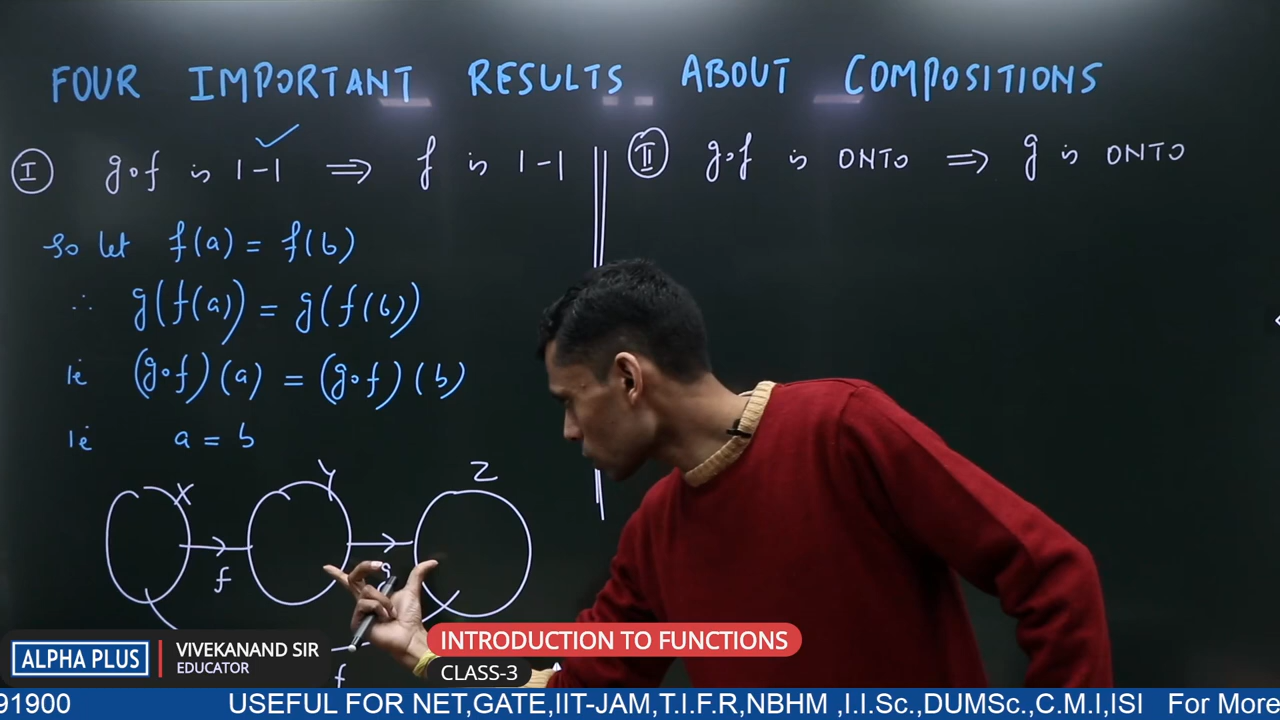 FOUR IMPORTANT RESULTS ABOUT COMPOSITIONS
I g∘f is 1-1 ⇒ f is 1-1
II g∘f is ONTO ⇒ g is ONTO
So let f(a) = f(b)
∴ g(f(a)) = g(f(b))
ie (g∘f)(a) = (g∘f)(b)
ie a = b
X Y Z
f g
f
ALPHA PLUS
VIVEKANAND SIR
EDUCATOR
INTRODUCTION TO FUNCTIONS
CLASS-3
91900 USEFUL FOR NET,GATE,IIT-JAM,T.I.F.R,NBHM ,I.I.Sc.,DUMSc.,C.M.I,ISI For More